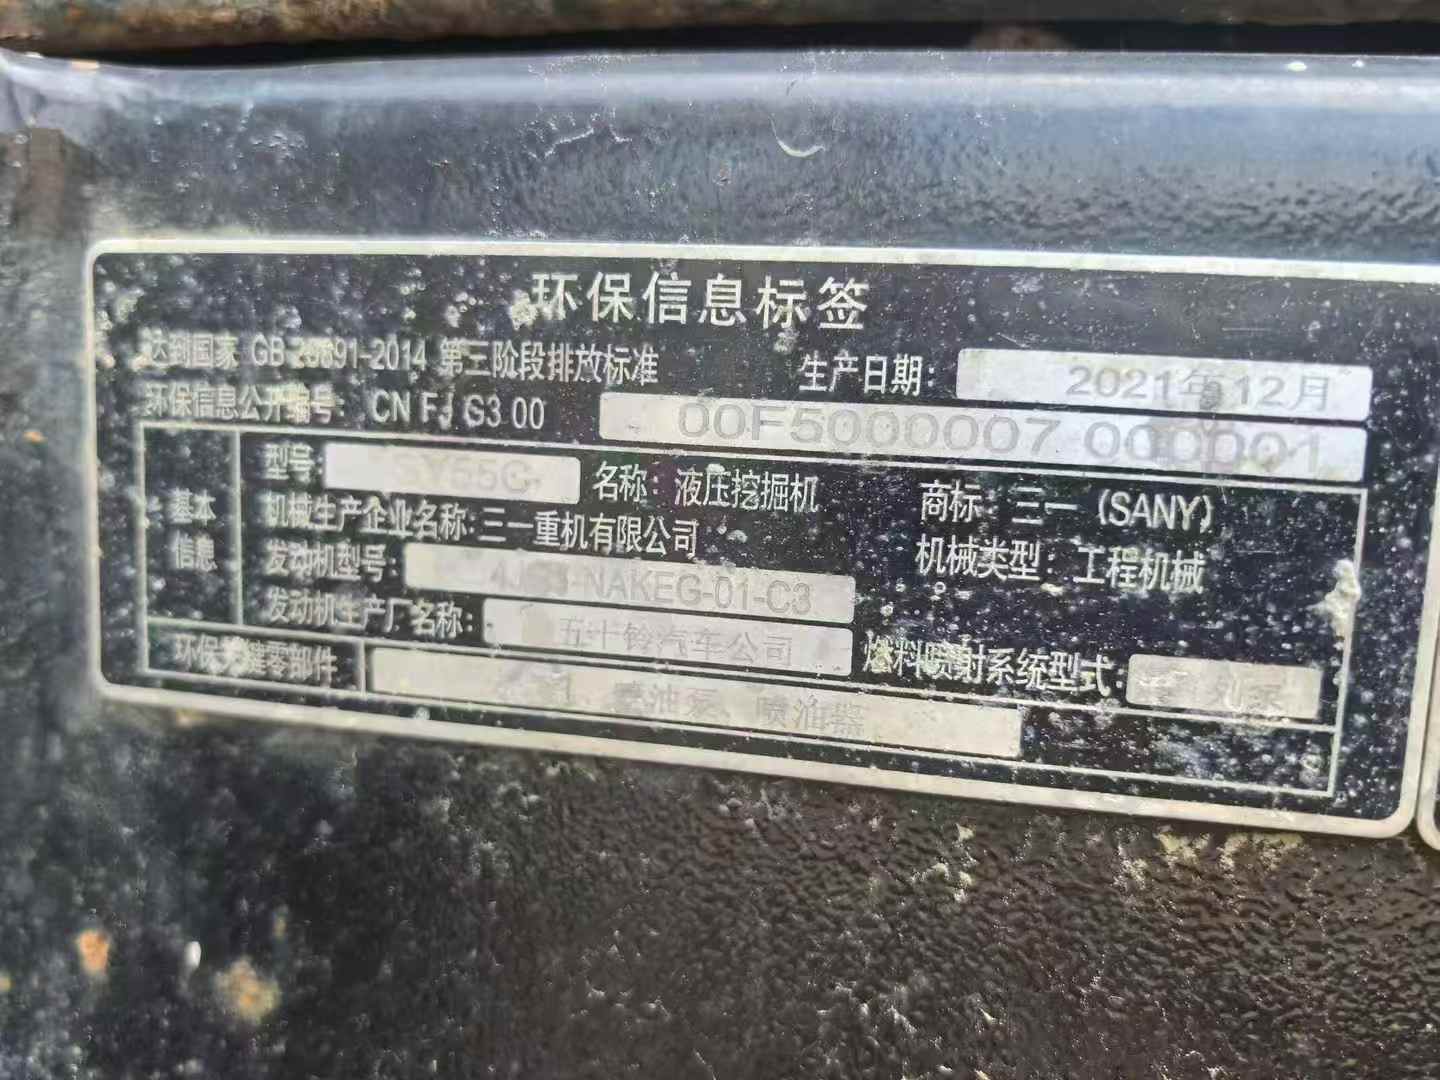 环保信息标签
达到国家 GB 20891-2014 第三阶段排放标准
生产日期： 2021年12月
环保信息公开编号： CN FJ G3 00 00F5000007 000001
基本信息
型号： SY55C 名称：液压挖掘机 商标：三一 (SANY)
机械生产企业名称：三一重机有限公司 机械类型：工程机械
发动机型号： -NAKEG-01-C3
发动机生产厂名称： 五十铃汽车公司 燃料喷射系统型式：
环保关键零部件 喷油泵、喷油器